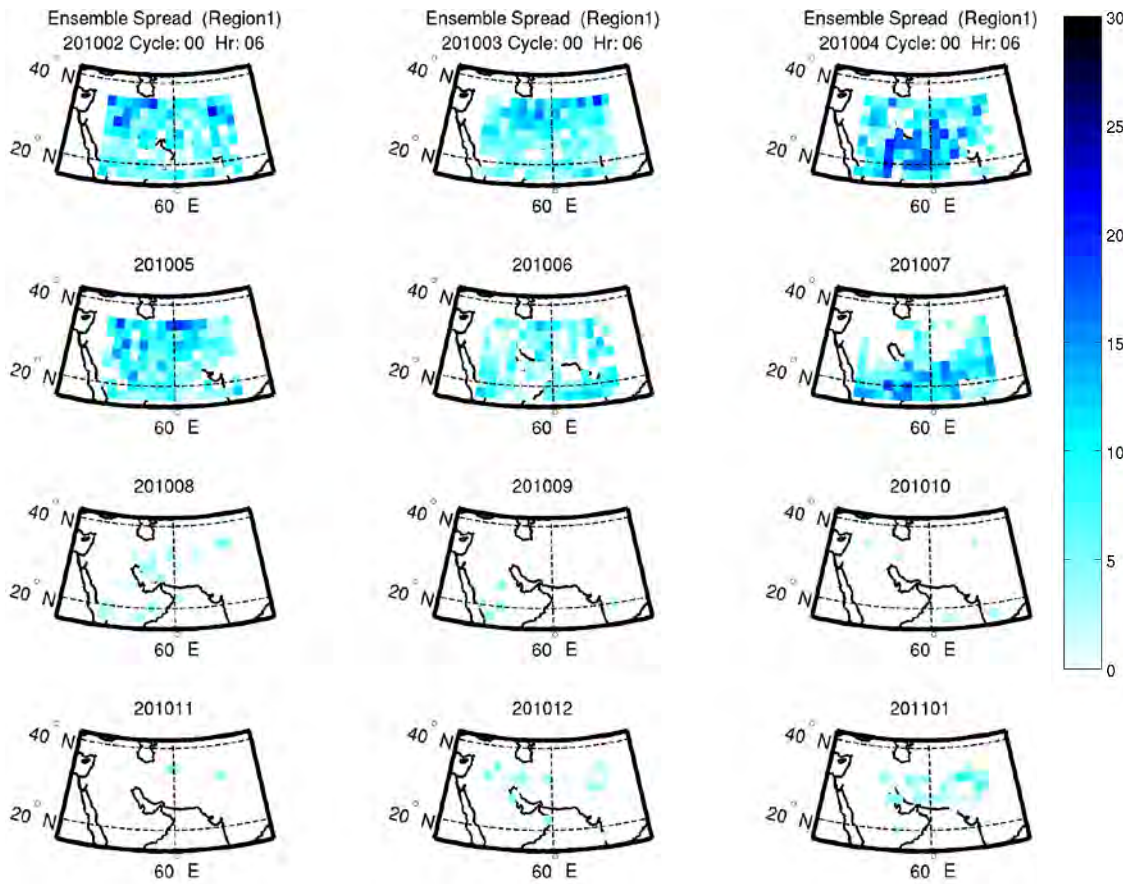 Ensemble Spread (Region1)
201002 Cycle: 00 Hr: 06
40° N
20° N
60° E
Ensemble Spread (Region1)
201003 Cycle: 00 Hr: 06
40° N
20° N
60° E
Ensemble Spread (Region1)
201004 Cycle: 00 Hr: 06
40° N
20° N
60° E
201005
40° N
20° N
60° E
201006
40° N
20° N
60° E
201007
40° N
20° N
60° E
201008
40° N
20° N
60° E
201009
40° N
20° N
60° E
201010
40° N
20° N
60° E
201011
40° N
20° N
60° E
201012
40° N
20° N
60° E
201101
40° N
20° N
60° E
30
25
20
15
10
5
0